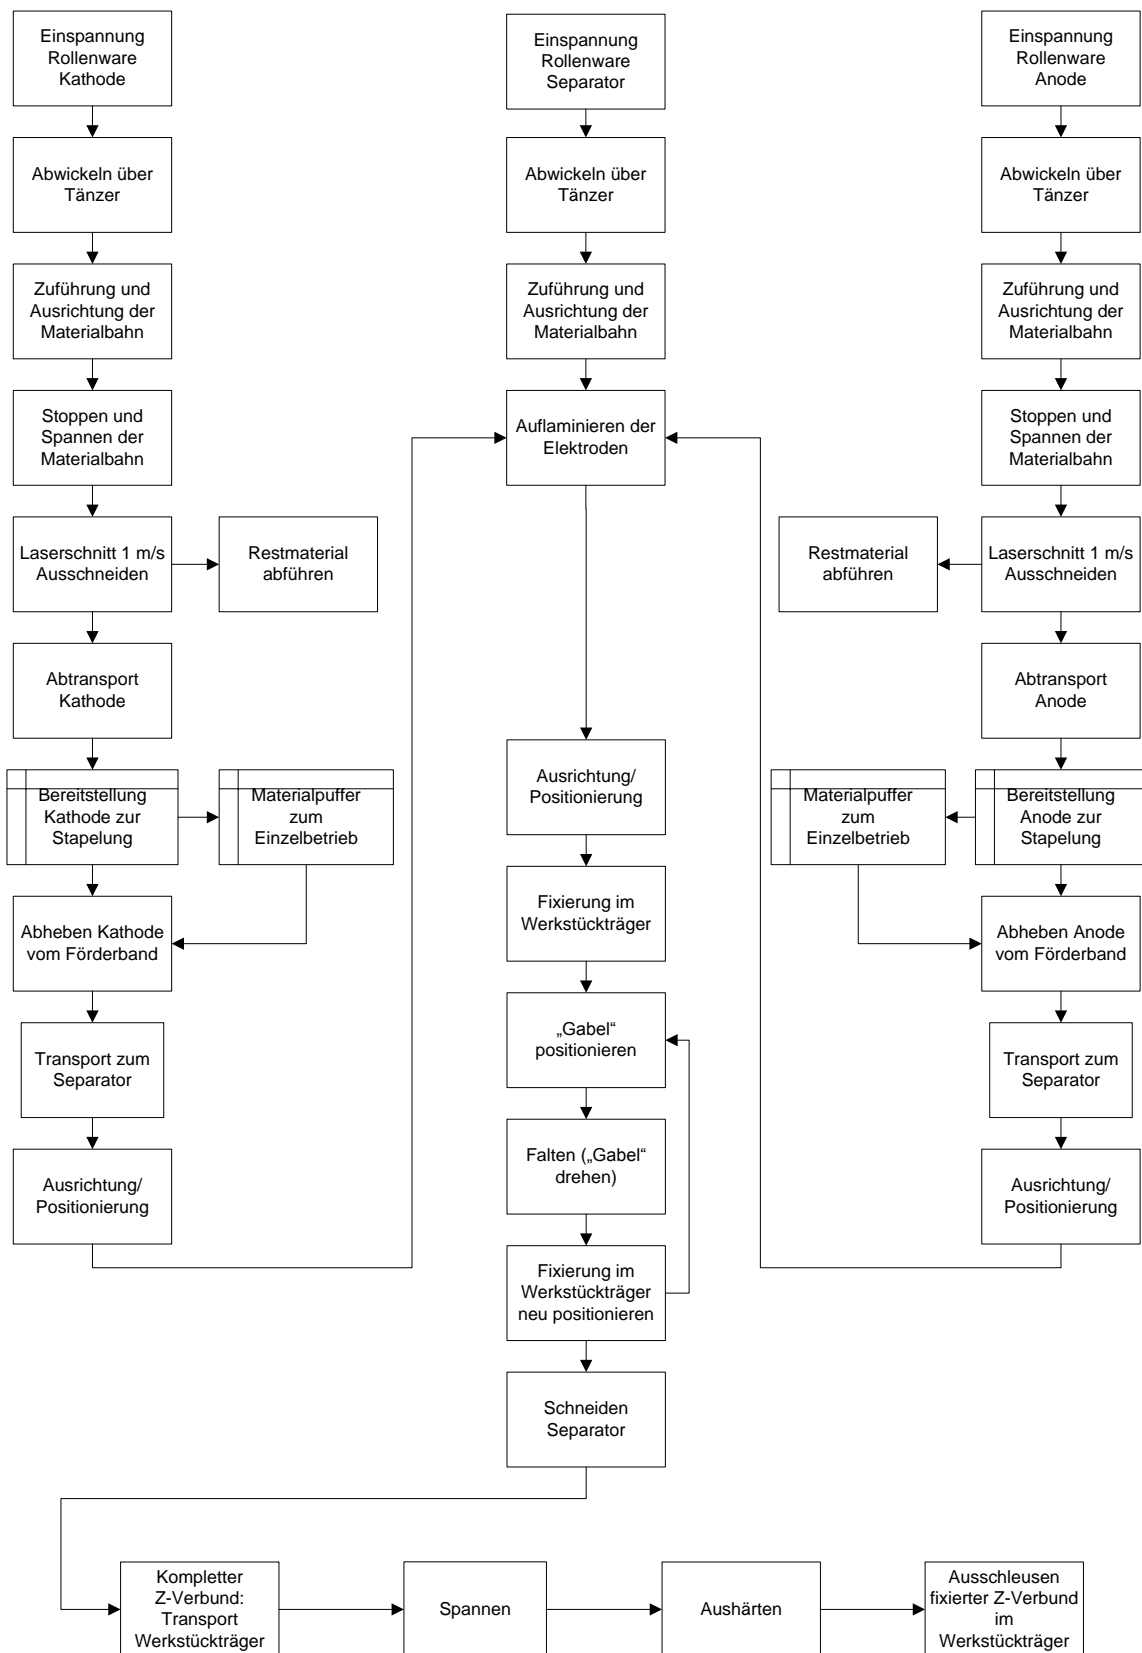 Einspannung
Rollenware
Kathode
Einspannung
Rollenware
Separator
Einspannung
Rollenware
Anode
Abwickeln über
Tänzer
Abwickeln über
Tänzer
Abwickeln über
Tänzer
Zuführung und
Ausrichtung der
Materialbahn
Zuführung und
Ausrichtung der
Materialbahn
Zuführung und
Ausrichtung der
Materialbahn
Stoppen und
Spannen der
Materialbahn
Auflaminieren der
Elektroden
Stoppen und
Spannen der
Materialbahn
Laserschnitt 1 m/s
Ausschneiden
Restmaterial
abführen
Restmaterial
abführen
Laserschnitt 1 m/s
Ausschneiden
Abtransport
Kathode
Abtransport
Anode
Bereitstellung
Kathode zur
Stapelung
Materialpuffer
zum
Einzelbetrieb
Ausrichtung/
Positionierung
Materialpuffer
zum
Einzelbetrieb
Bereitstellung
Anode zur
Stapelung
Abheben Kathode
vom Förderband
Fixierung im
Werkstückträger
Abheben Anode
vom Förderband
Transport zum
Separator
„Gabel“
positionieren
Transport zum
Separator
Ausrichtung/
Positionierung
Falten („Gabel“
drehen)
Ausrichtung/
Positionierung
Fixierung im
Werkstückträger
neu positionieren
Schneiden
Separator
Kompletter
Z-Verbund:
Transport
Werkstückträger
Spannen
Aushärten
Ausschleusen
fixierter Z-Verbund
im
Werkstückträger